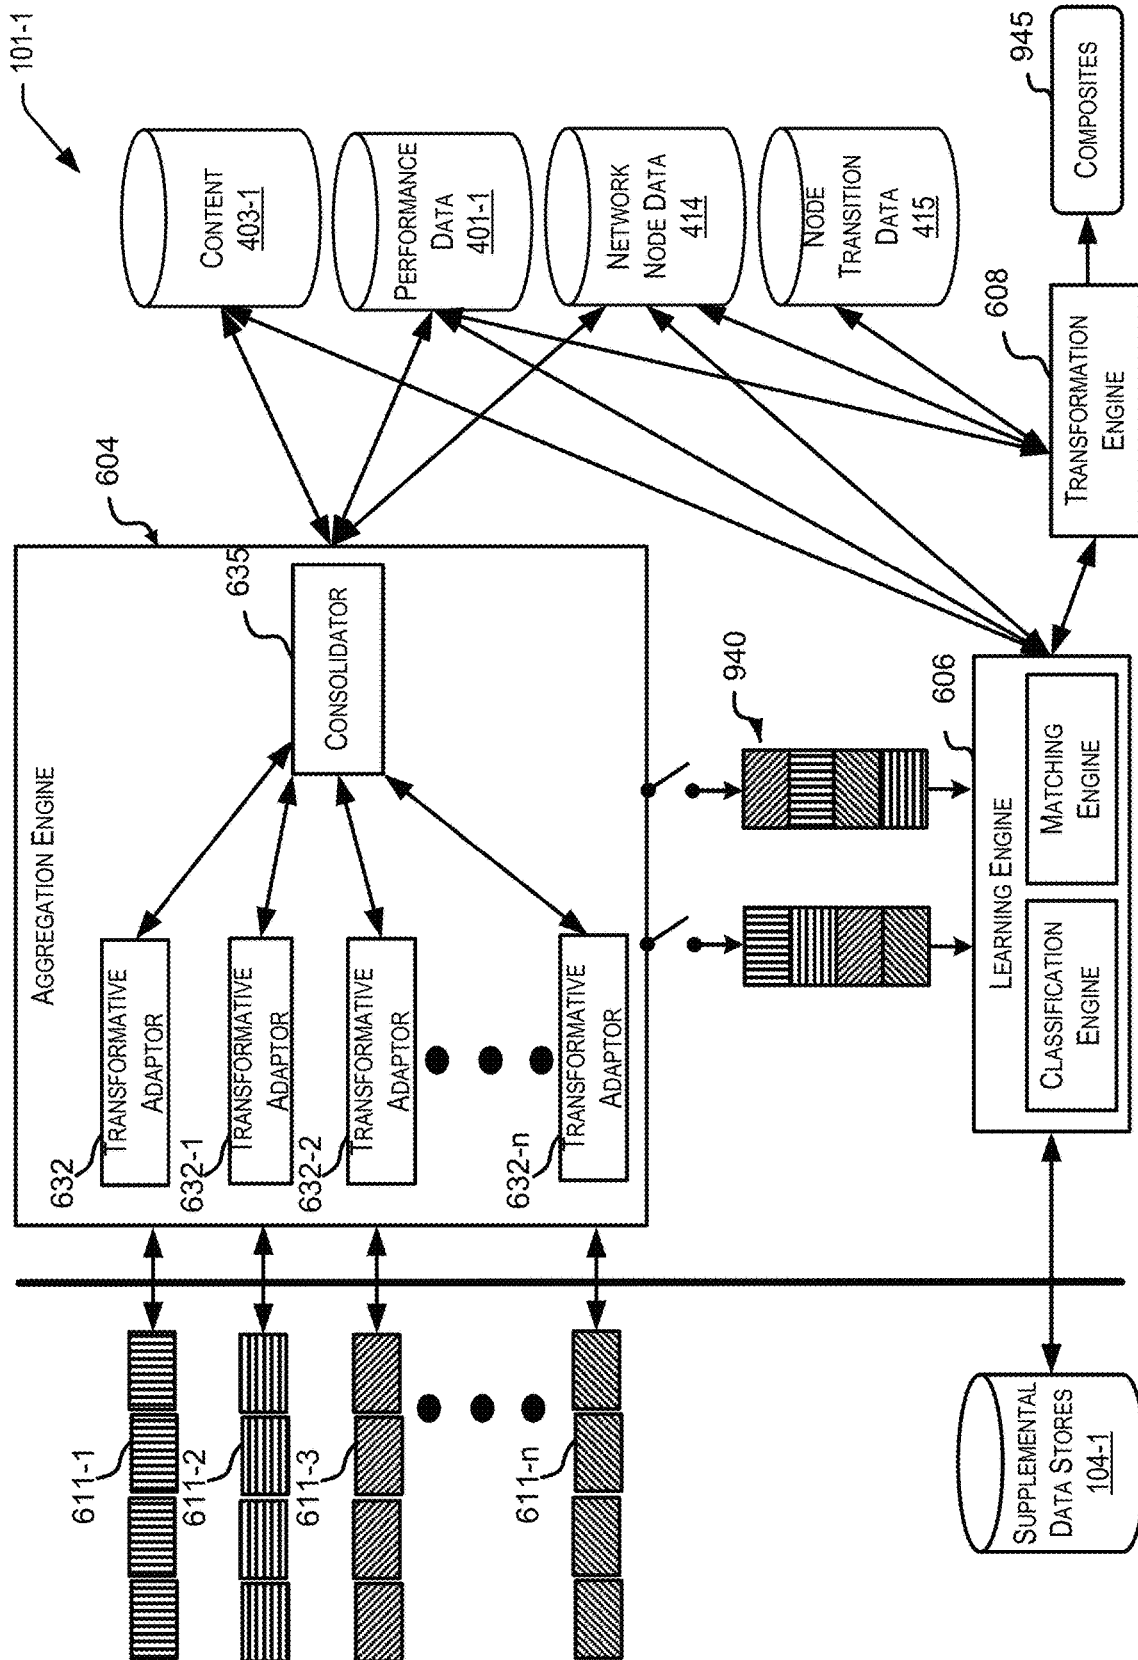 101-1
604
AGGREGATION ENGINE
611-1
611-2
611-3
611-n
632
TRANSFORMATIVE
ADAPTOR
632-1
TRANSFORMATIVE
ADAPTOR
632-2
TRANSFORMATIVE
ADAPTOR
632-n
TRANSFORMATIVE
ADAPTOR
635
CONSOLIDATOR
CONTENT
403-1
PERFORMANCE
DATA
401-1
NETWORK
NODE DATA
414
NODE
TRANSITION
DATA
415
940
606
LEARNING ENGINE
CLASSIFICATION
ENGINE
MATCHING
ENGINE
608
TRANSFORMATION
ENGINE
945
COMPOSITES
SUPPLEMENTAL
DATA STORES
104-1